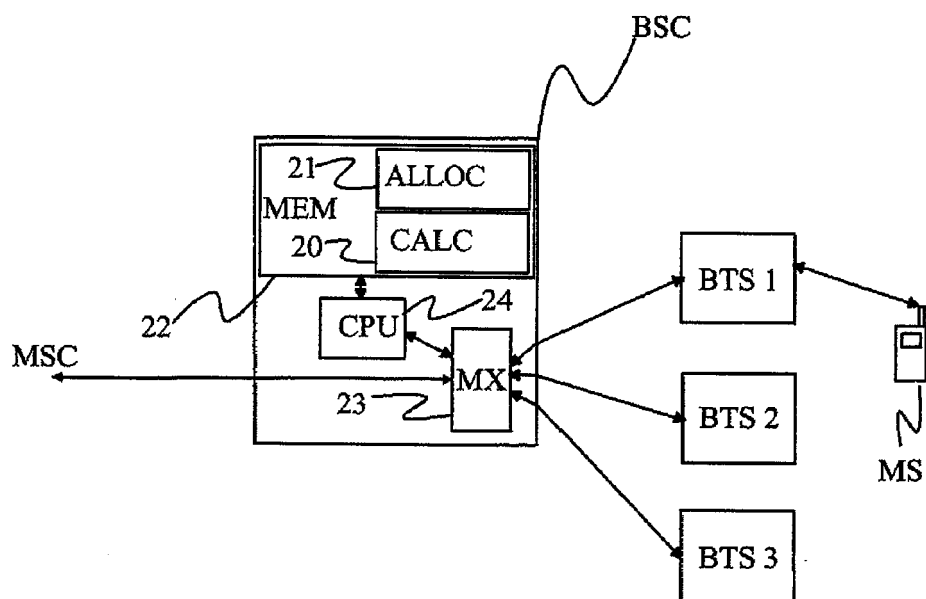 BSC
21
ALLOC
MEM
20
CALC
BTS 1
24
22
CPU
MSC
MX
23
BTS 2
MS
BTS 3